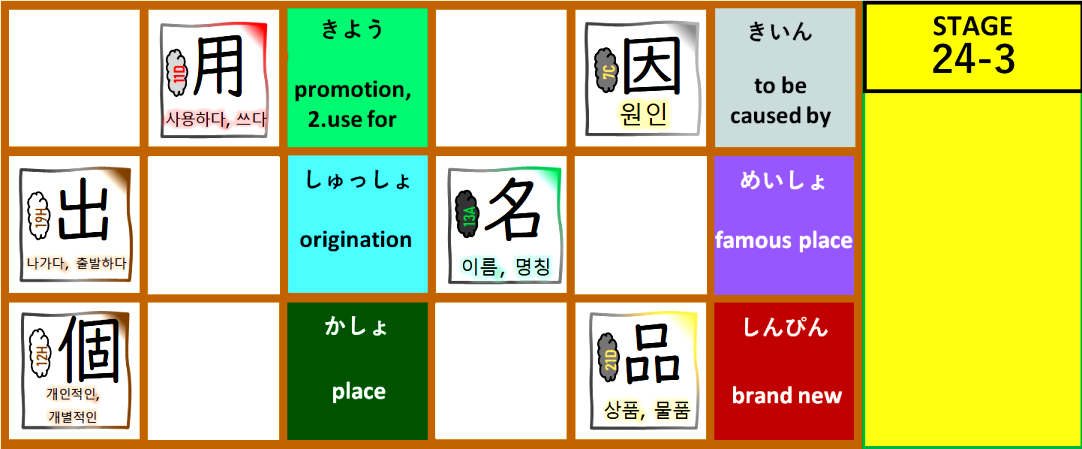 11D
用
사용하다, 쓰다
きよう
promotion,
2.use for
7C
因
원인
きいん
to be
caused by
STAGE
24-3
19H
出
나가다, 출발하다
しゅっしょ
origination
13A
名
이름, 명칭
めいしょ
famous place
12H
個
개인적인,
개별적인
かしょ
place
21D
品
상품, 물품
しんぴん
brand new